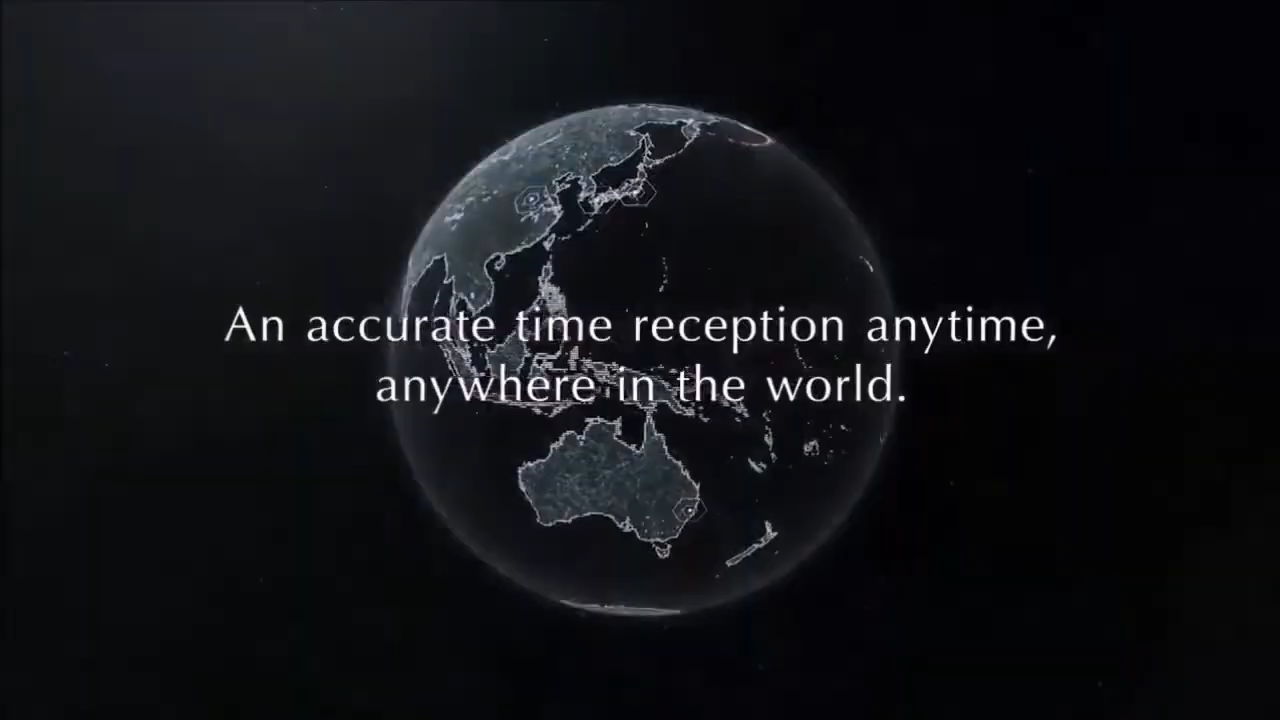 An accurate time reception anytime,
anywhere in the world.